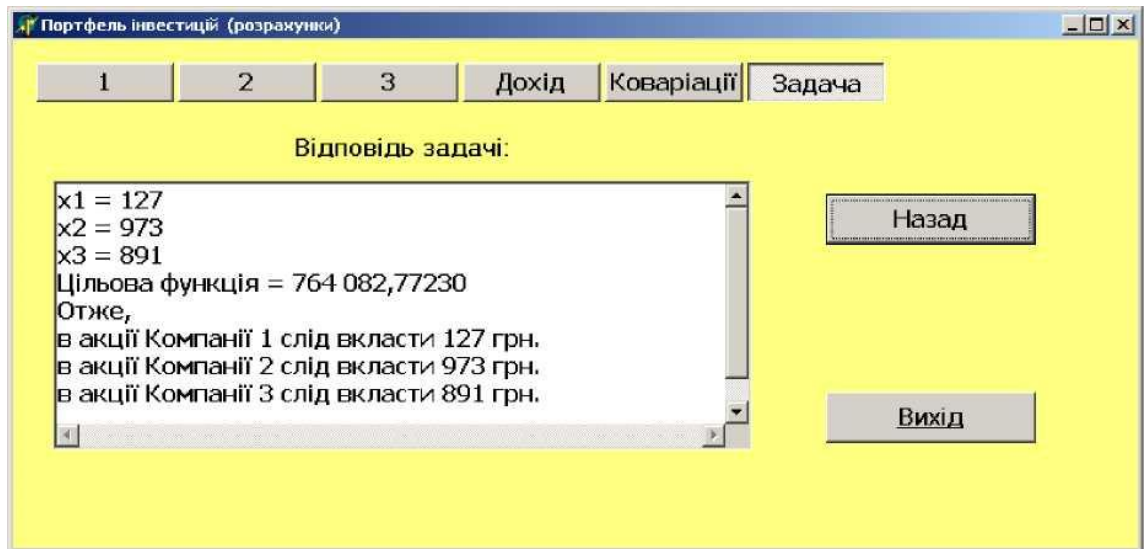 Портфель інвестицій (розрахунки)
1 2 3 Дохід Коваріації Задача
Відповідь задачі:
x1 = 127
x2 = 973
x3 = 891
Цільова функція = 764 082,77230
Отже,
в акції Компанії 1 слід вкласти 127 грн.
в акції Компанії 2 слід вкласти 973 грн.
в акції Компанії 3 слід вкласти 891 грн.
Назад
Вихід